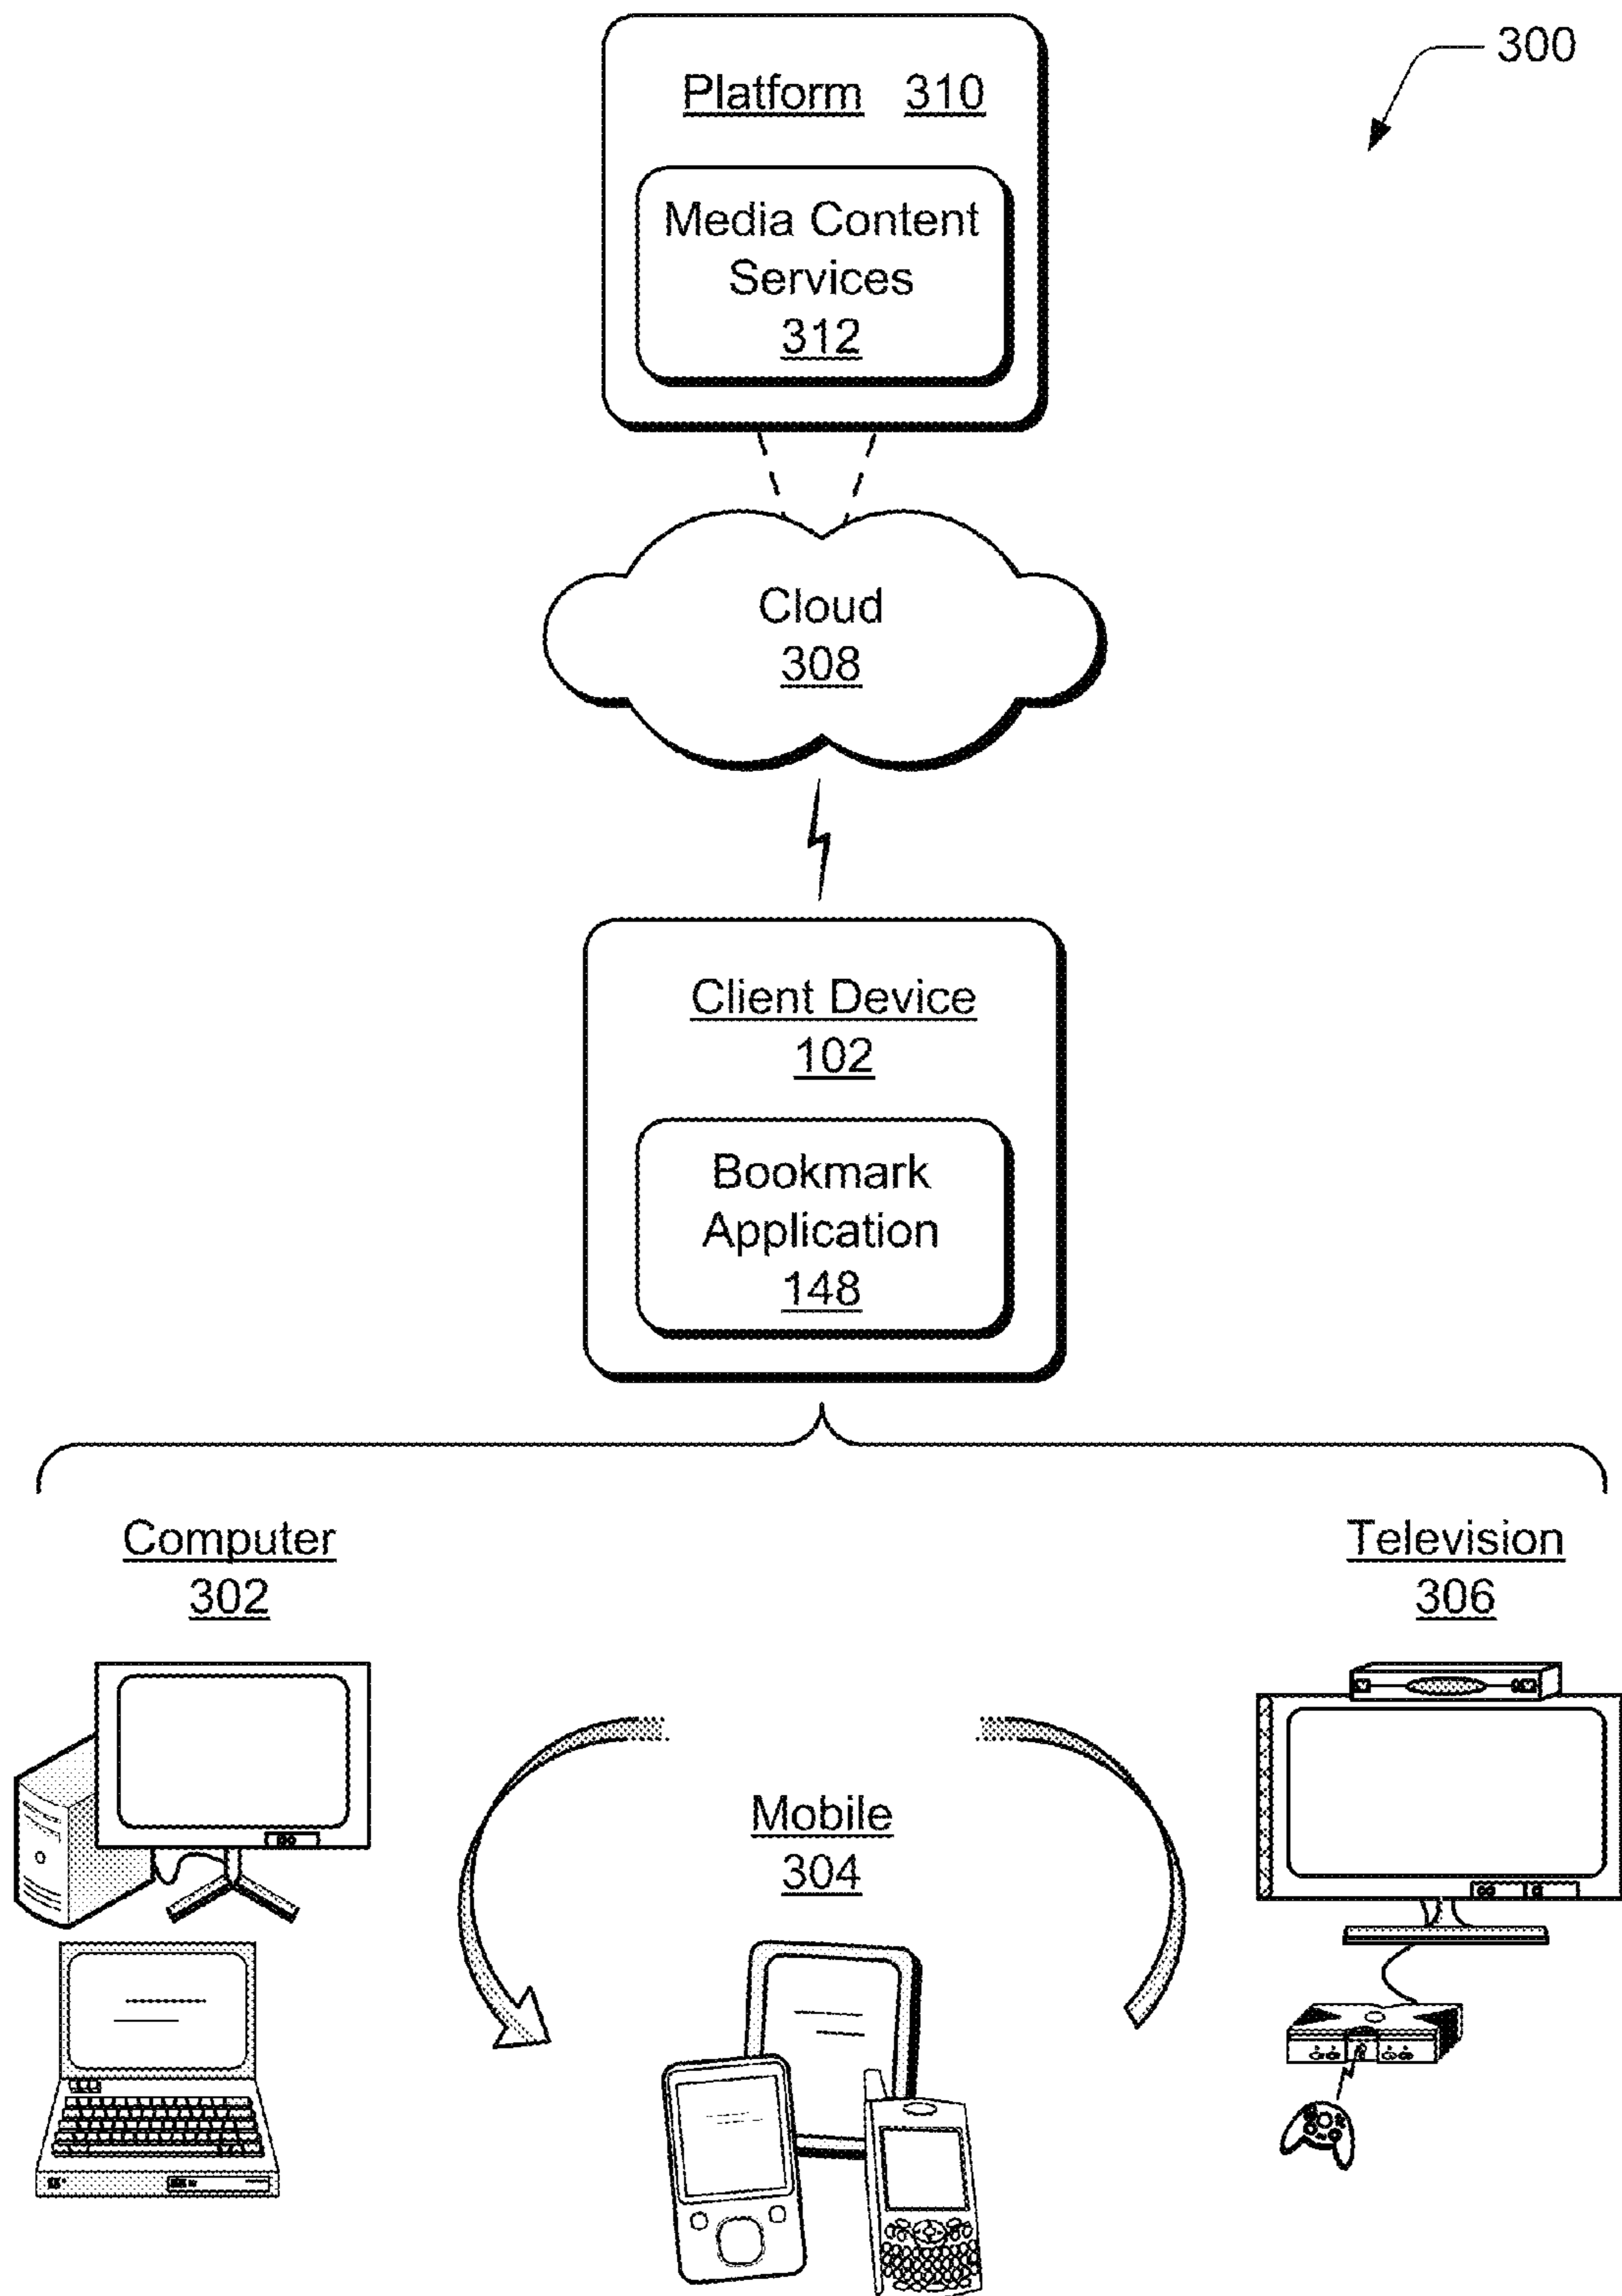 300
Platform 310
Media Content
Services
312
Cloud
308
Client Device
102
Bookmark
Application
148
Computer
302
Television
306
Mobile
304